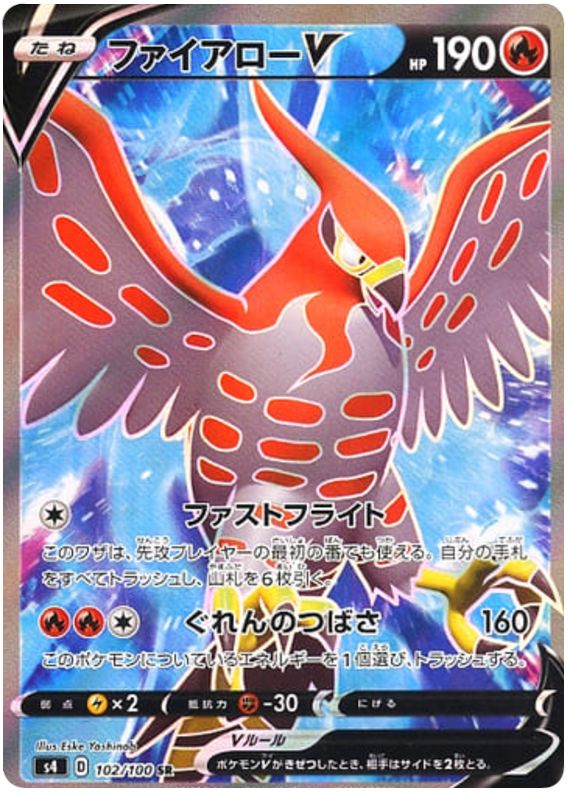 たね ファイアローV HP 190
ファストフライト
このワザは、先攻プレイヤーの最初の番でも使える。自分の手札
をすべてトラッシュし、山札を6枚引く。
ぐれんのつばさ 160
このポケモンについているエネルギーを1個選び、トラッシュする。
弱点 ×2 抵抗力 -30 にげる
Illus. Eske Yoshinob
Vルール
s4 D 102/100 SR ポケモンVがきぜつしたとき、相手はサイドを2枚とる。